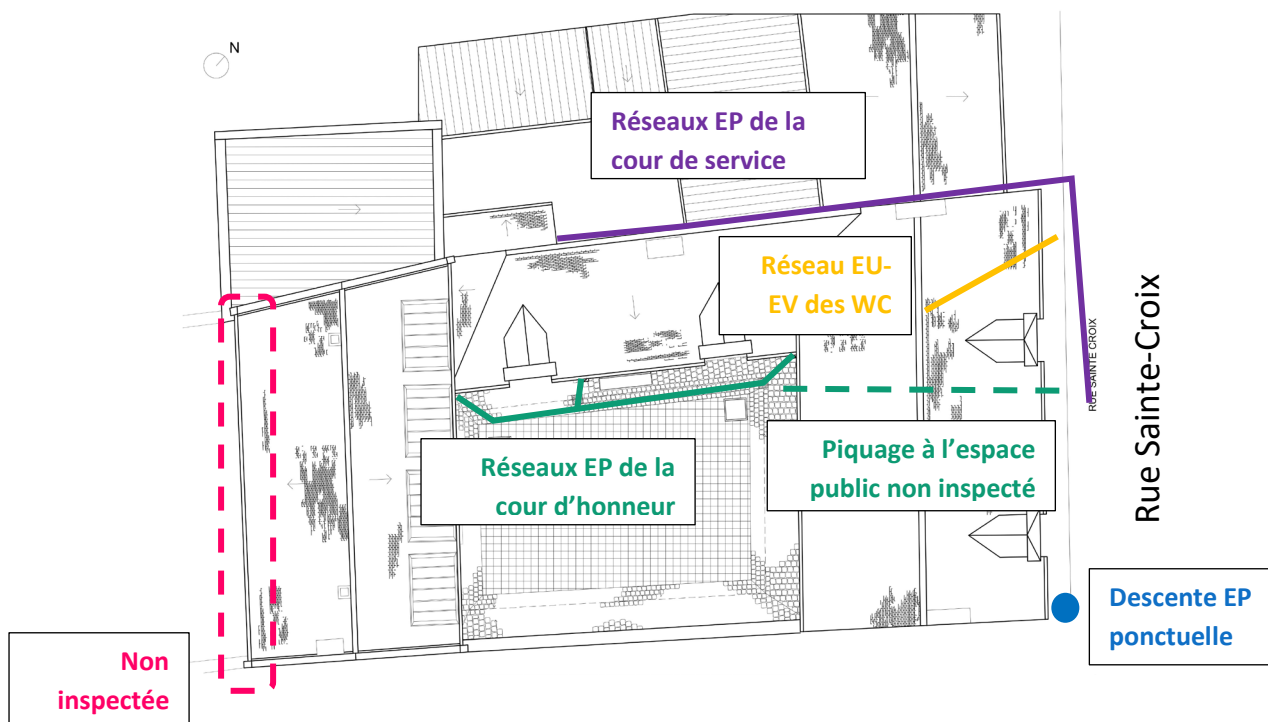 N
Réseaux EP de la
cour de service
Réseau EU-
EV des WC
RUE SAINTE CROIX
Rue Sainte-Croix
Réseaux EP de la
cour d’honneur
Piquage à l’espace
public non inspecté
Descente EP
ponctuelle
Non
inspectée